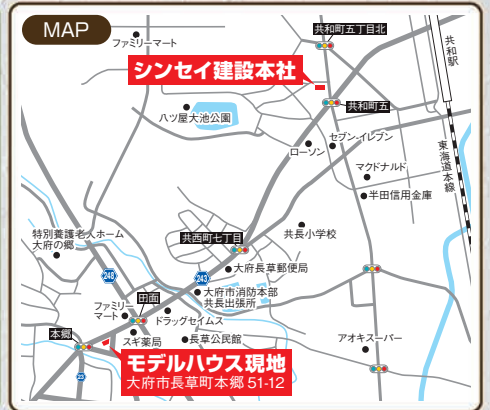 MAP
ファミリーマート
共和町五丁目北
共和駅
シンセイ建設本社
共和町五
八ツ屋大池公園
セブン-イレブン
ローソン
東海道本線
マクドナルド
半田信用金庫
特別養護老人ホーム
大府の郷
共西町七丁目
共長小学校
大府長草郵便局
248
243
大府市消防本部
共長出張所
田面
ファミリー
マート
ドラッグセイムス
本郷
スギ薬局
長草公民館
アオキスーパー
モデルハウス現地
大府市長草町本郷 51-12
23